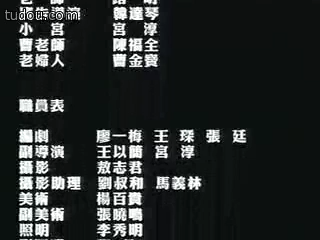 tudou.com
小宮 淳
曹老師 陳福全
老婦人 曹金寶
職員表
編劇 廖一梅 王琛 張廷
副導演 王以簡 宮淳
攝影 敖志君
攝影助理 劉叔和 馬義林
美術 楊百貴
副美術 張曉鳴
照明 李秀明